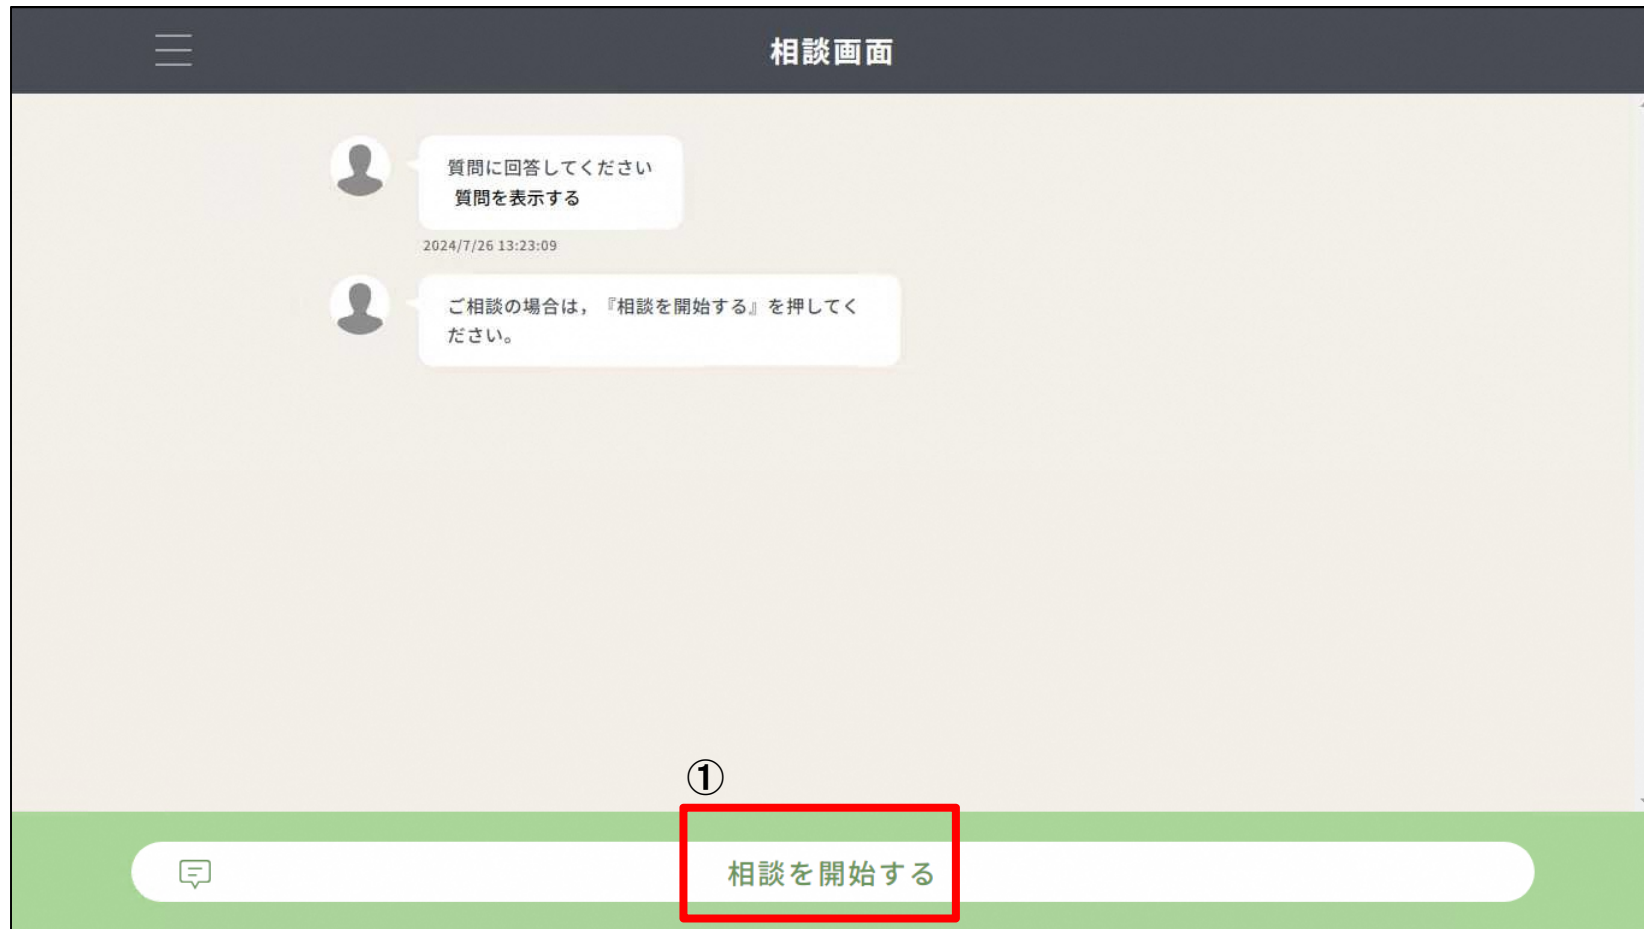 相談画面
質問に回答してください
質問を表示する
2024/7/26 13:23:09
ご相談の場合は，『相談を開始する』を押してく
ださい。
①
相談を開始する